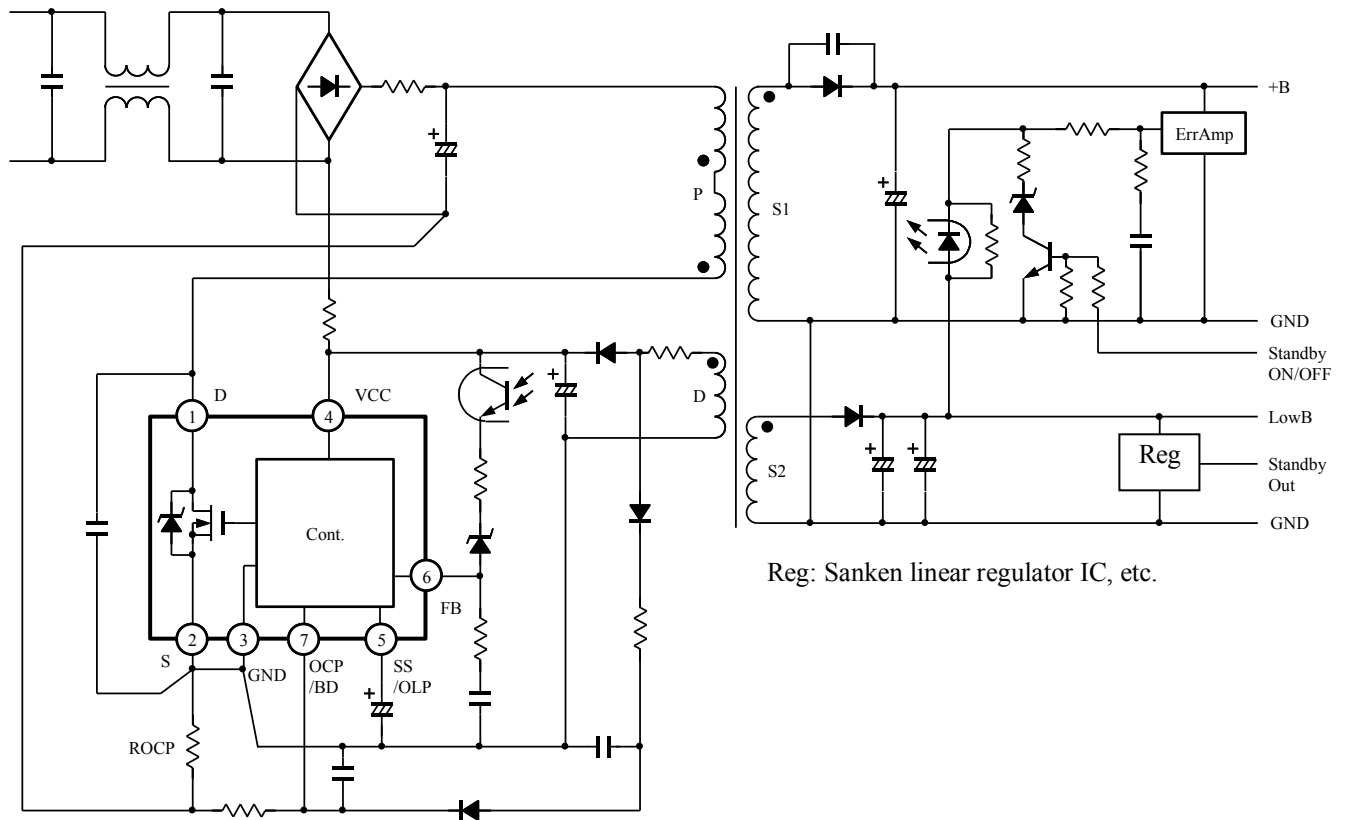 +B
ErrAmp
P
S1
GND
Standby
ON/OFF
D
VCC
D
LowB
1
4
S2
Reg
Standby
Out
GND
Cont.
Reg: Sanken linear regulator IC, etc.
6
FB
2
3
7
5
S
GND
OCP
/BD
SS
/OLP
ROCP
+
+
+
+
+
+